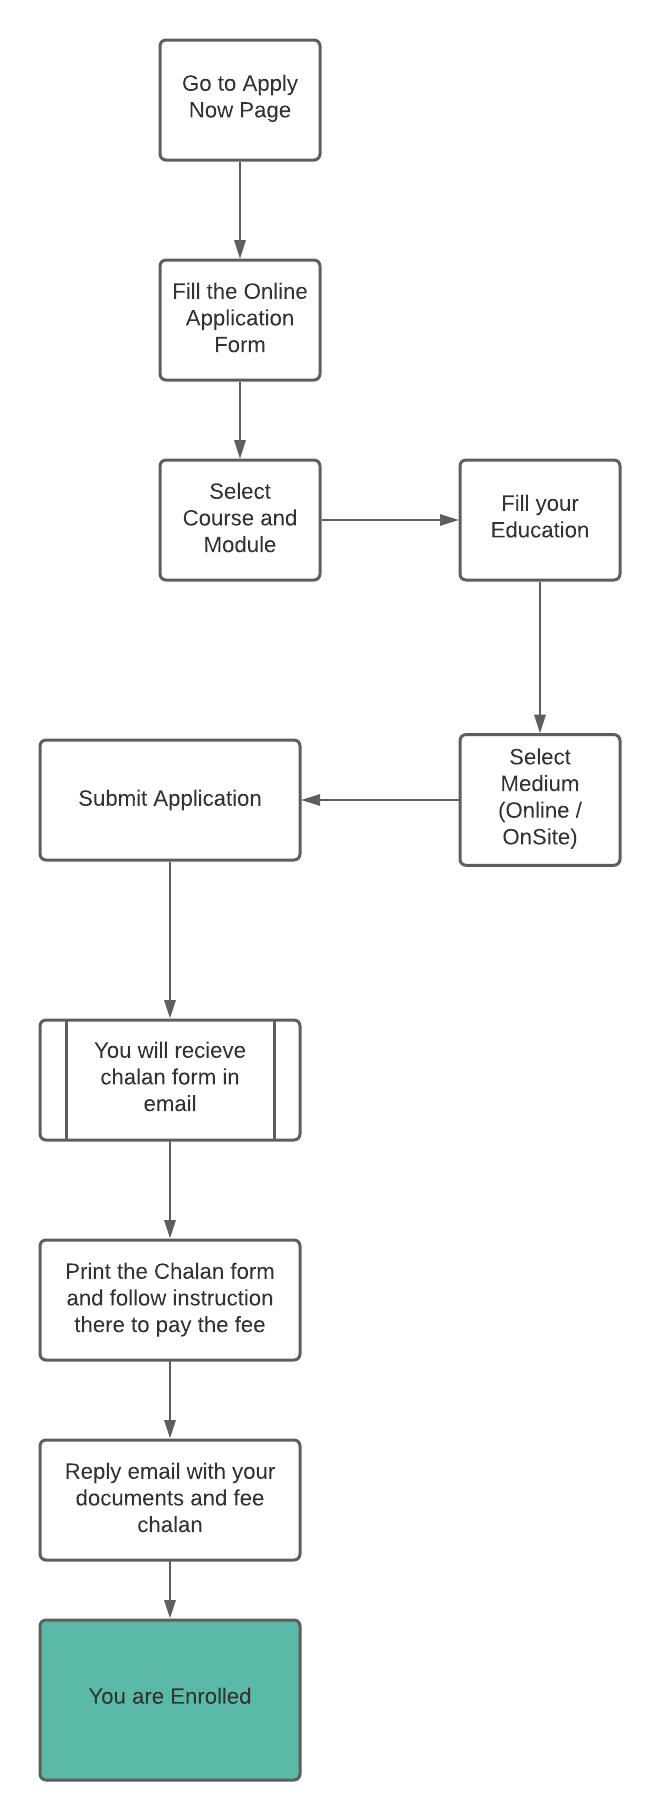 Go to Apply
Now Page
Fill the Online
Application
Form
Select
Course and
Module
Fill your
Education
Select
Medium
(Online /
OnSite)
Submit Application
You will recieve
chalan form in
email
Print the Chalan form
and follow instruction
there to pay the fee
Reply email with your
documents and fee
chalan
You are Enrolled